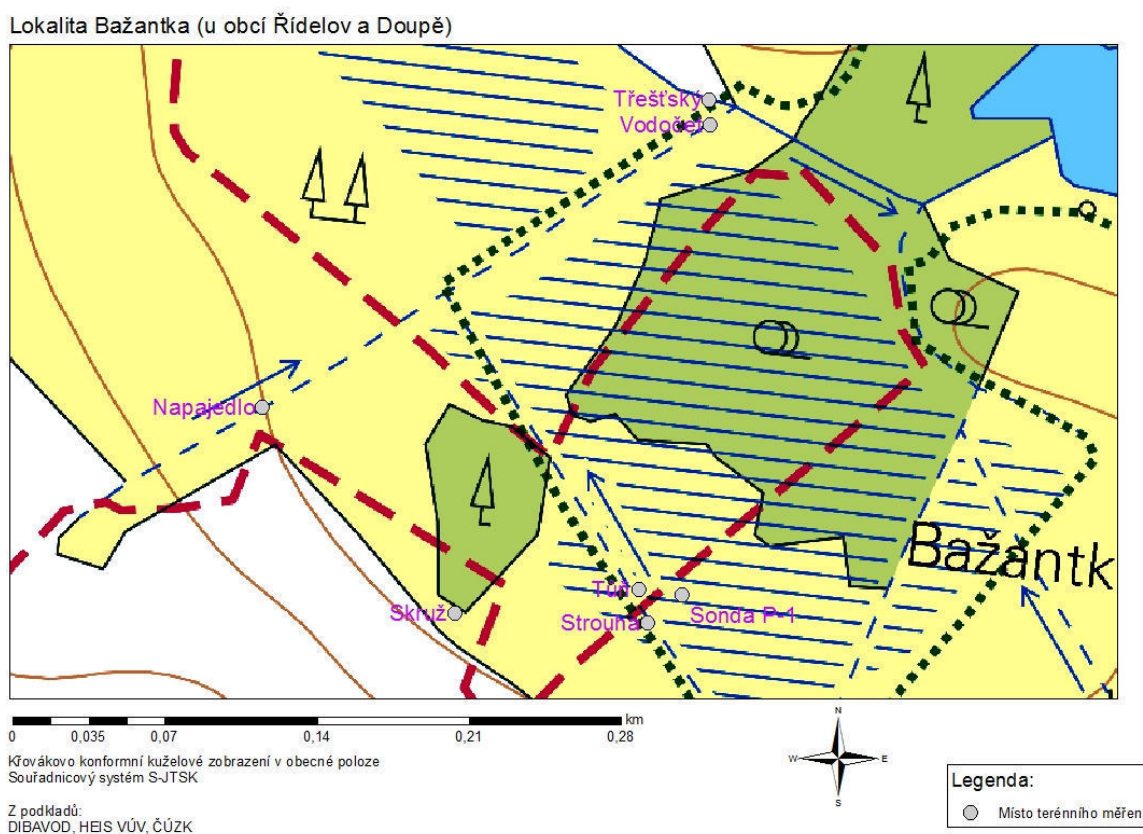 Lokalita Bažantka (u obcí Řídelov a Doupě)
Třešťský
Vodočet
Napajedlo
Bažantk
Tůň
Skruž
Strouha
Sonda P-1
km
0 0,035 0,07 0,14 0,21 0,28
Křovákovo konformní kuželové zobrazení v obecné poloze
Souřadnicový systém S-JTSK
Z podkladů:
DIBAVOD, HEIS VÚV, ČÚZK
N
W E
S
Legenda:
Místo terénního měřen